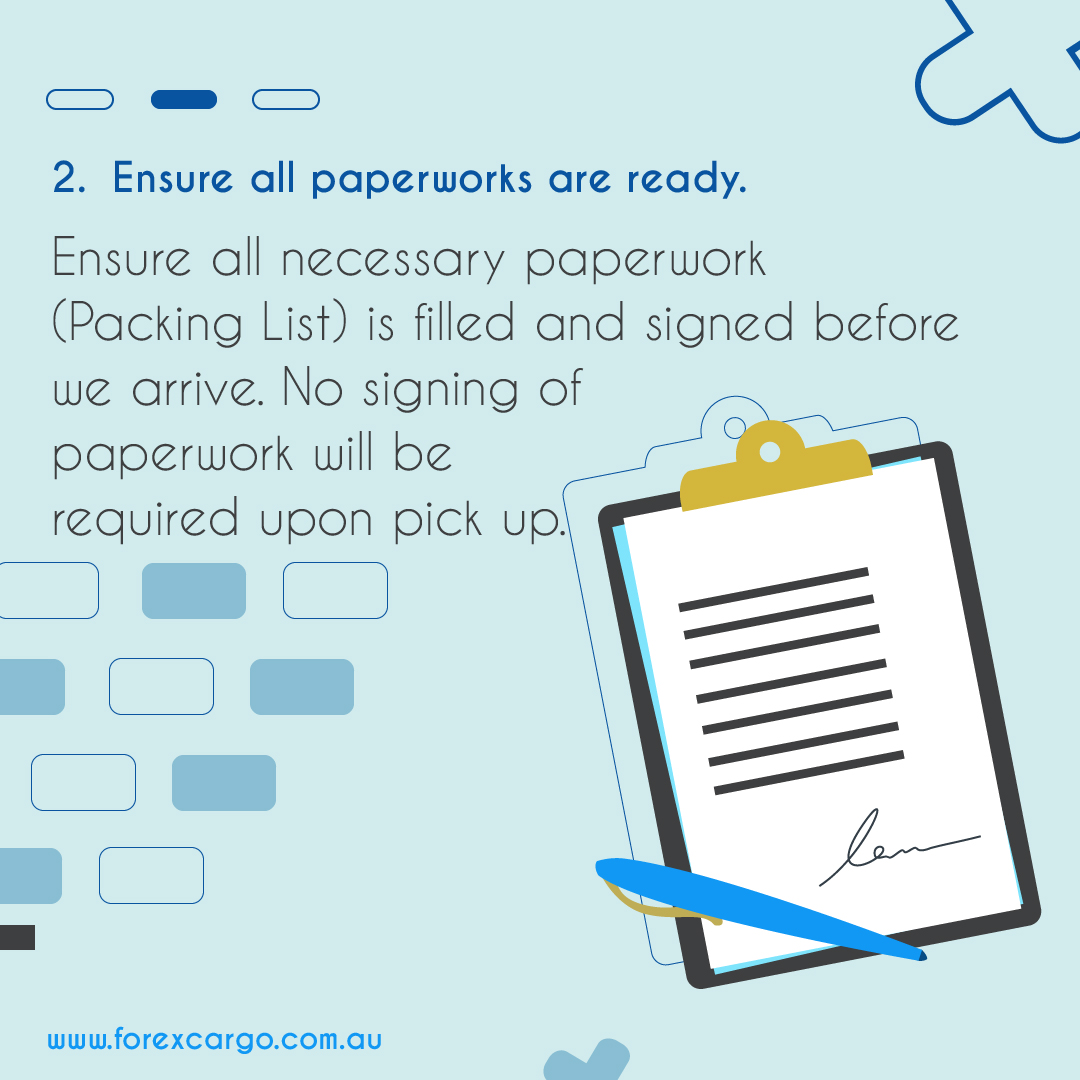 2. Ensure all paperworks are ready.
Ensure all necessary paperwork
(Packing List) is filled and signed before
we arrive. No signing of
paperwork will be
required upon pick up.
www.forexcargo.com.au